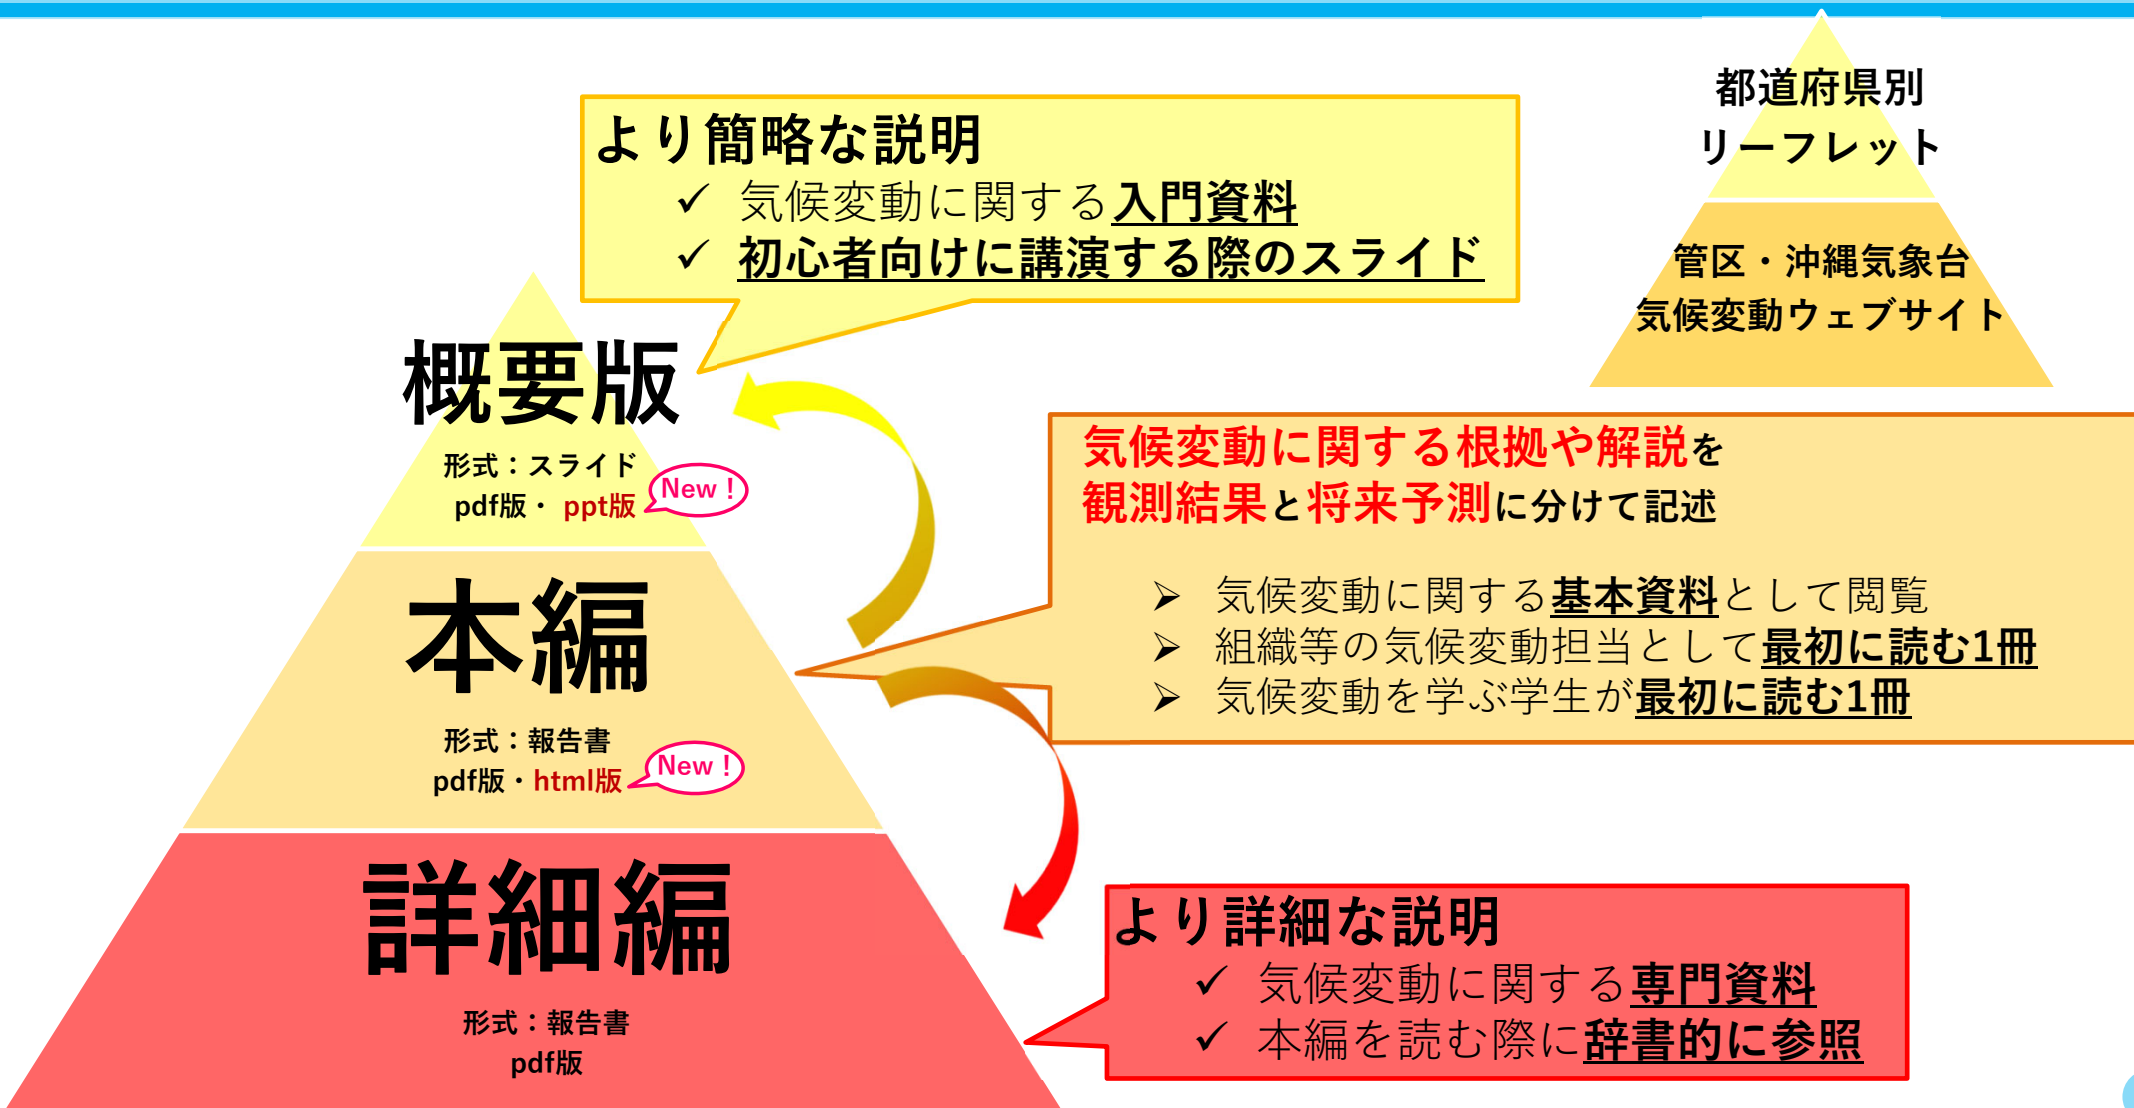 都道府県別
リーフレット
管区・沖縄気象台
気候変動ウェブサイト
より簡略な説明
✓ 気候変動に関する入門資料
✓ 初心者向けに講演する際のスライド
概要版
形式：スライド
pdf版・ ppt版
New！
気候変動に関する根拠や解説を
観測結果と将来予測に分けて記述
➢ 気候変動に関する基本資料として閲覧
➢ 組織等の気候変動担当として最初に読む1冊
➢ 気候変動を学ぶ学生が最初に読む1冊
本編
形式：報告書
pdf版・html版
New！
詳細編
形式：報告書
pdf版
より詳細な説明
✓ 気候変動に関する専門資料
✓ 本編を読む際に辞書的に参照